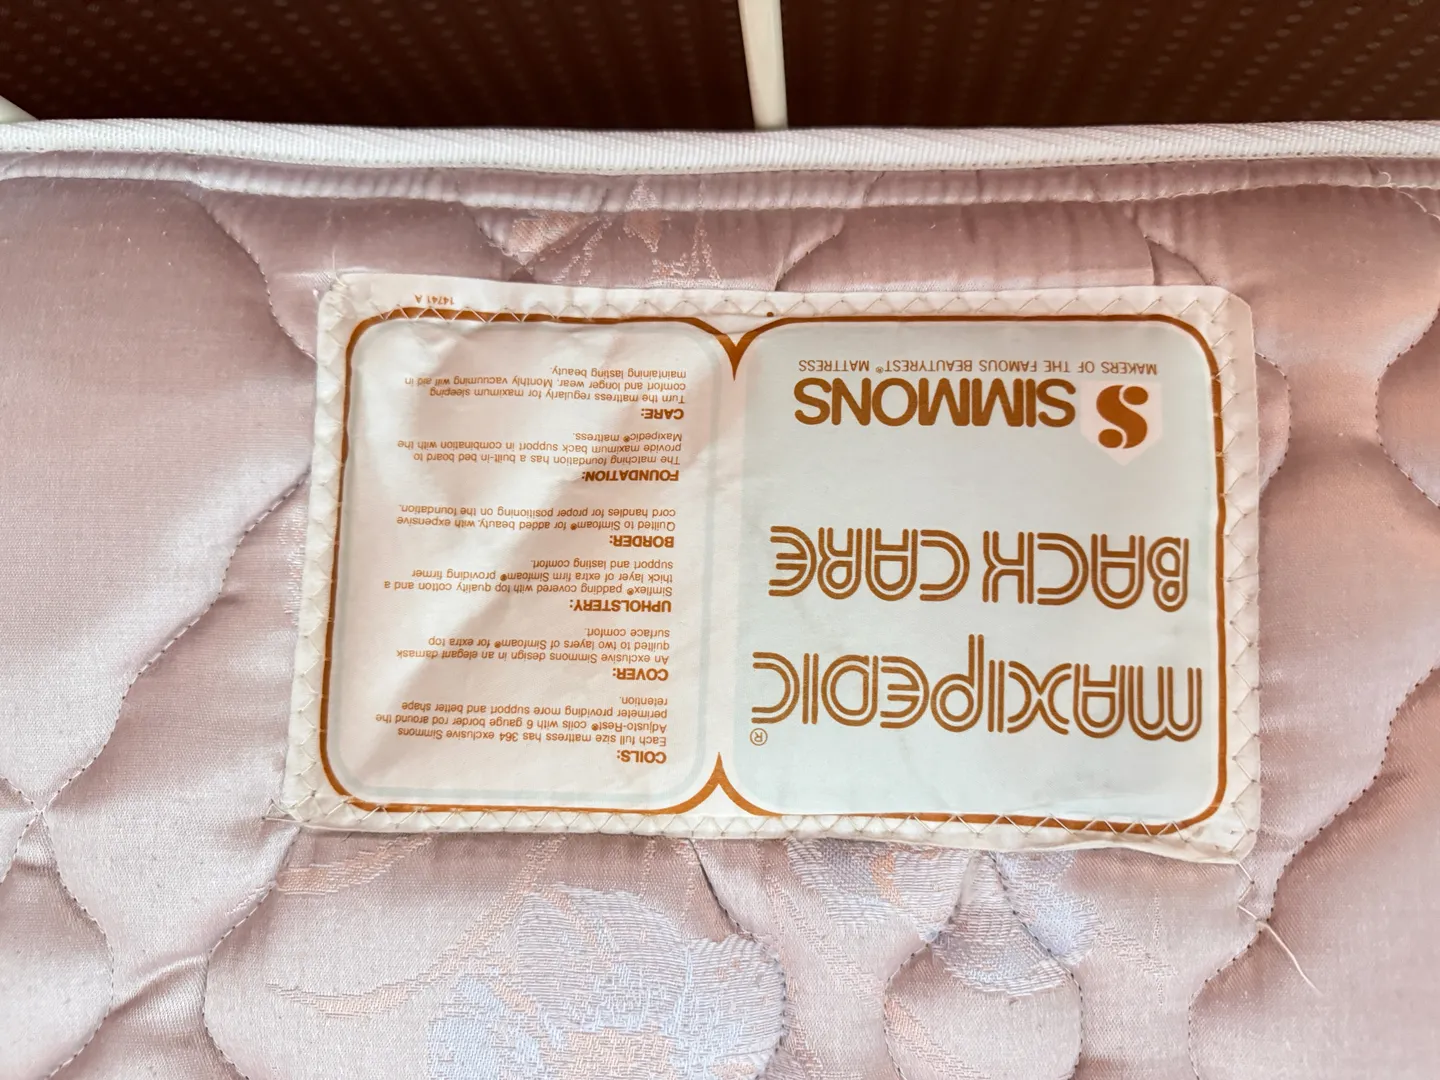 MAXIPEDIC®
BACK CARE
S SIMMONS
MAKERS OF THE FAMOUS BEAUTYREST® MATTRESS
COILS:
Each full size mattress has 364 exclusive Simmons
Adjusto-Rest® coils with 6 gauge border rod around the
perimeter providing more support and better shape
retention.
COVER:
An exclusive Simmons design in an elegant damask
quilted to two layers of Simfoam® for extra top
surface comfort.
UPHOLSTERY:
Simflex® padding covered with top quality cotton and a
thick layer of extra firm Simfoam® providing firmer
support and lasting comfort.
BORDER:
Quilted to Simfoam® for added beauty, with expensive
cord handles for proper positioning on the foundation.
FOUNDATION:
The matching foundation has a built-in bed board to
provide maximum back support in combination with the
Maxipedic® mattress.
CARE:
Turn the mattress regularly for maximum sleeping
comfort and longer wear. Monthly vacuuming will aid in
maintaining lasting beauty.
14741 A